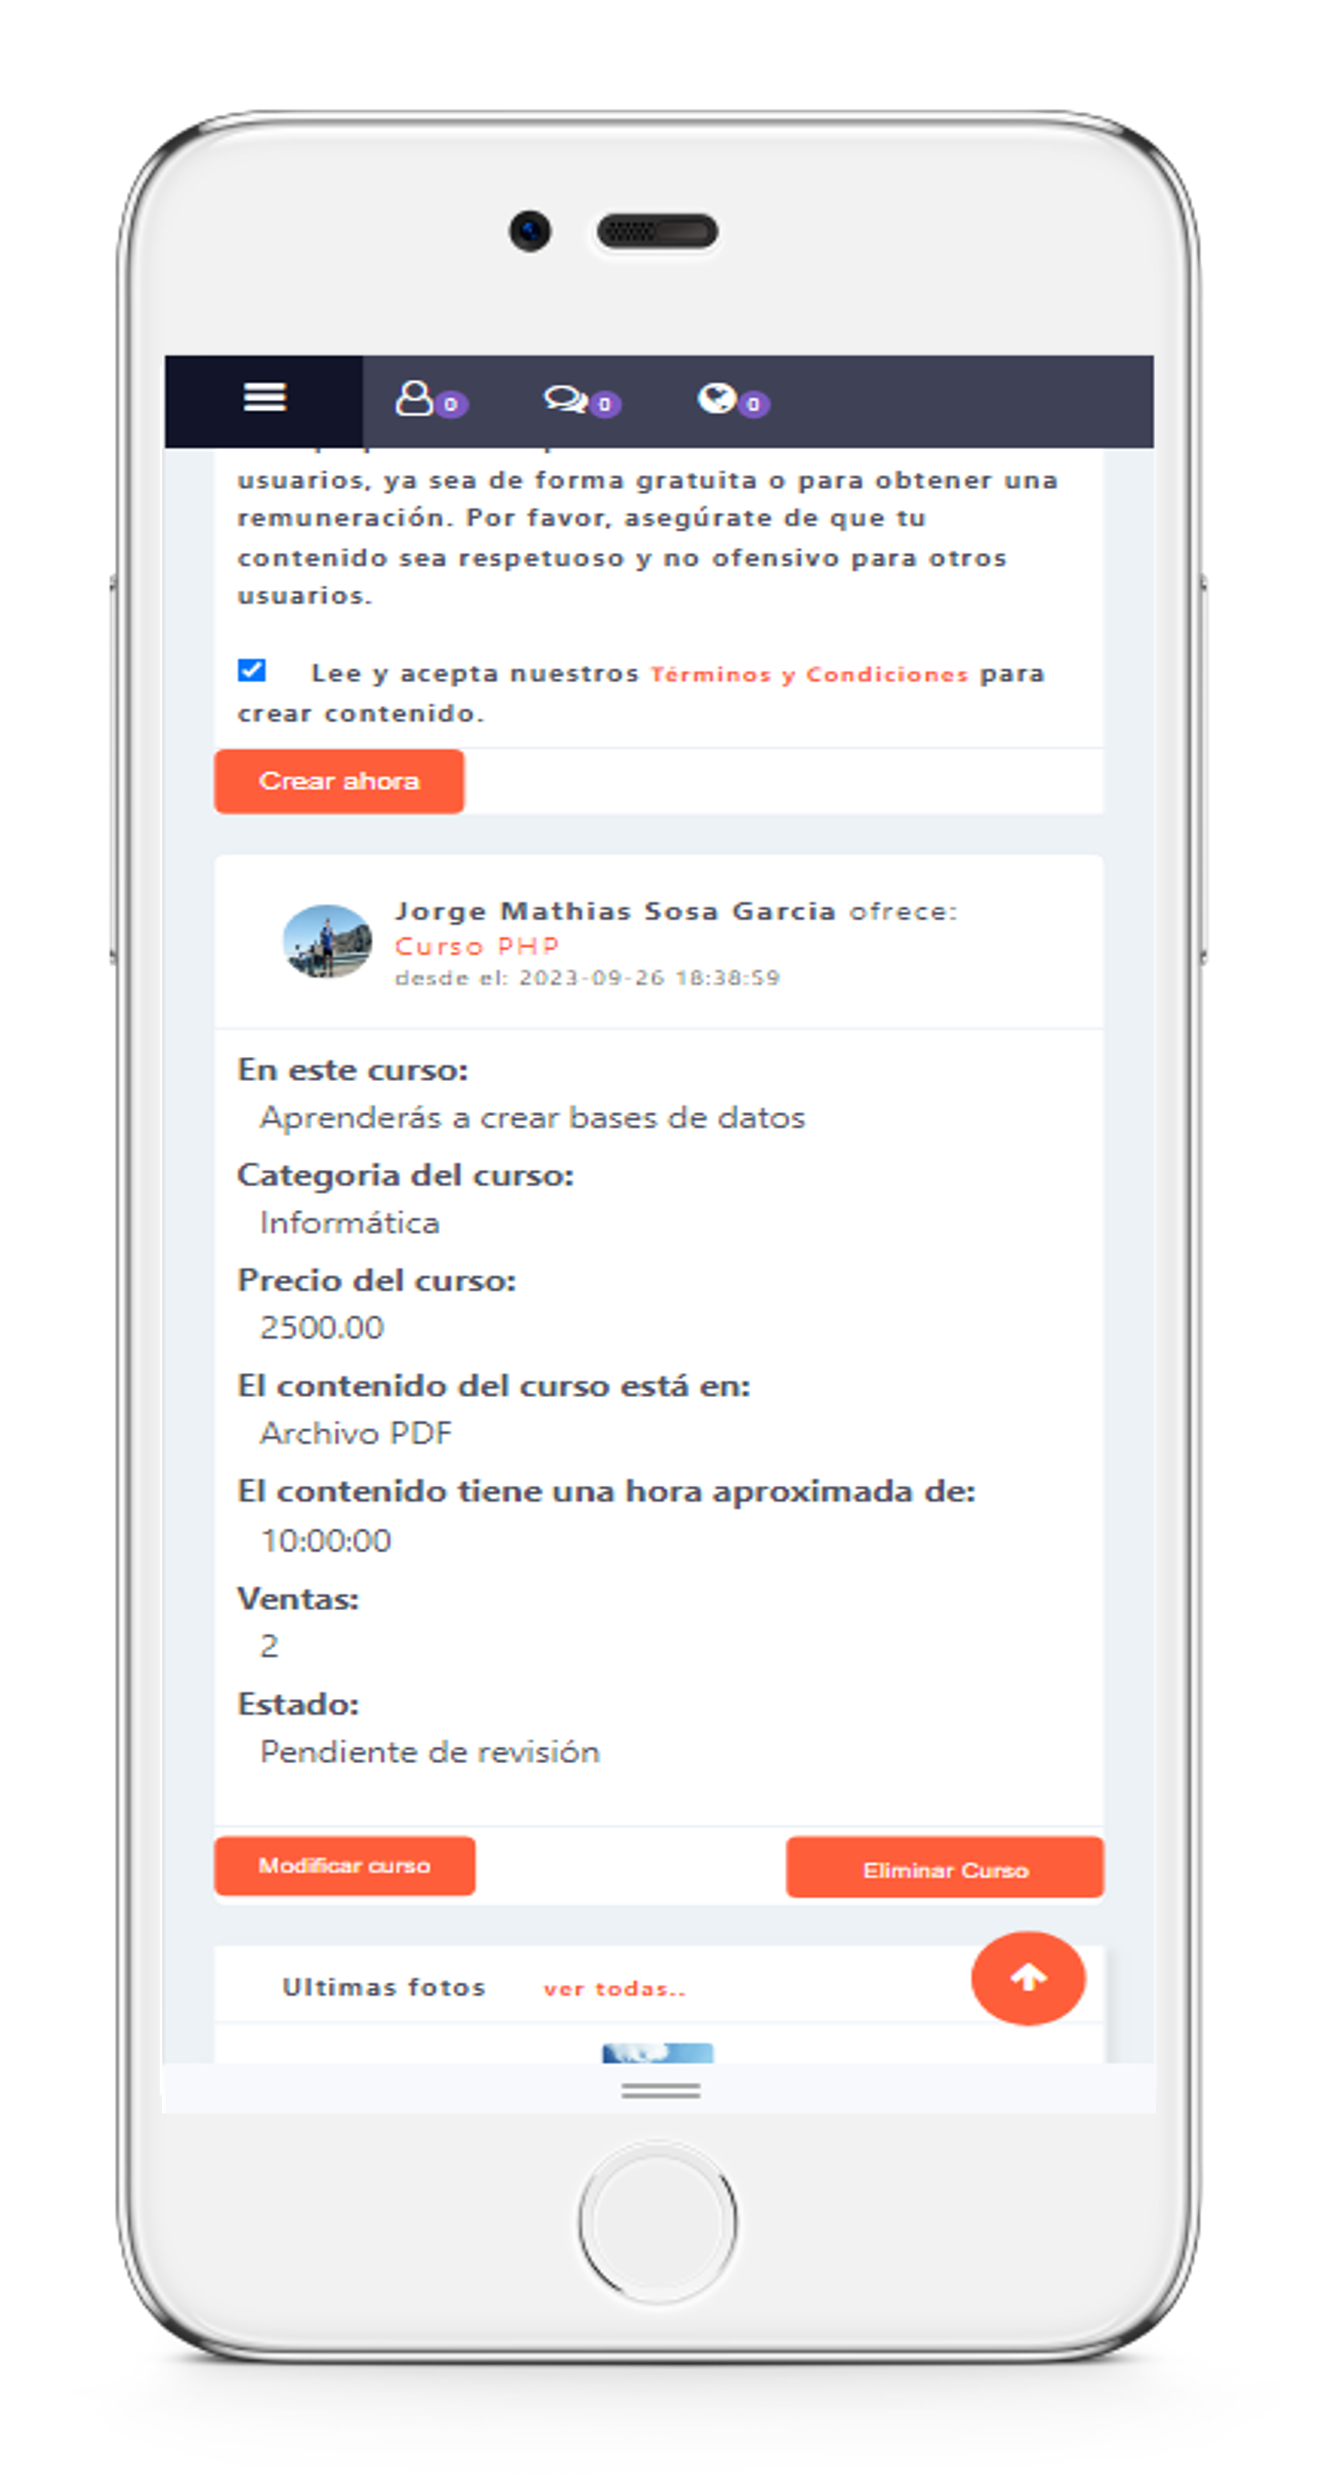 0 0 0
usuarios, ya sea de forma gratuita o para obtener una
remuneración. Por favor, asegúrate de que tu
contenido sea respetuoso y no ofensivo para otros
usuarios.
Lee y acepta nuestros Términos y Condiciones para
crear contenido.
Crear ahora
Jorge Mathias Sosa Garcia ofrece:
Curso PHP
desde el: 2023-09-26 18:38:59
En este curso:
Aprenderás a crear bases de datos
Categoria del curso:
Informática
Precio del curso:
2500.00
El contenido del curso está en:
Archivo PDF
El contenido tiene una hora aproximada de:
10:00:00
Ventas:
2
Estado:
Pendiente de revisión
Modificar curso Eliminar Curso
Ultimas fotos ver todas..